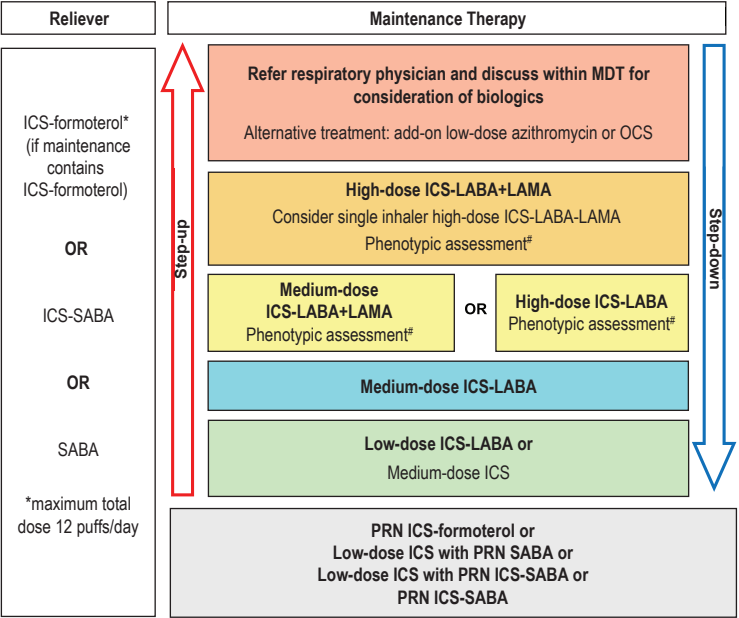 Reliever
Maintenance Therapy
ICS-formoterol*
(if maintenance
contains
ICS-formoterol)
OR
ICS-SABA
OR
SABA
*maximum total
dose 12 puffs/day
Step-up
Refer respiratory physician and discuss within MDT for
consideration of biologics
Alternative treatment: add-on low-dose azithromycin or OCS
High-dose ICS-LABA+LAMA
Consider single inhaler high-dose ICS-LABA-LAMA
Phenotypic assessment#
Medium-dose
ICS-LABA+LAMA
Phenotypic assessment#
OR
High-dose ICS-LABA
Phenotypic assessment#
Medium-dose ICS-LABA
Low-dose ICS-LABA or
Medium-dose ICS
Step-down
PRN ICS-formoterol or
Low-dose ICS with PRN SABA or
Low-dose ICS with PRN ICS-SABA or
PRN ICS-SABA